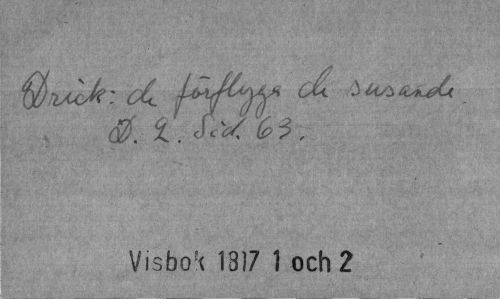 Drick: de förflyga de susande
D. 2. Sid. 63.
Visbok 1817 1 och 2